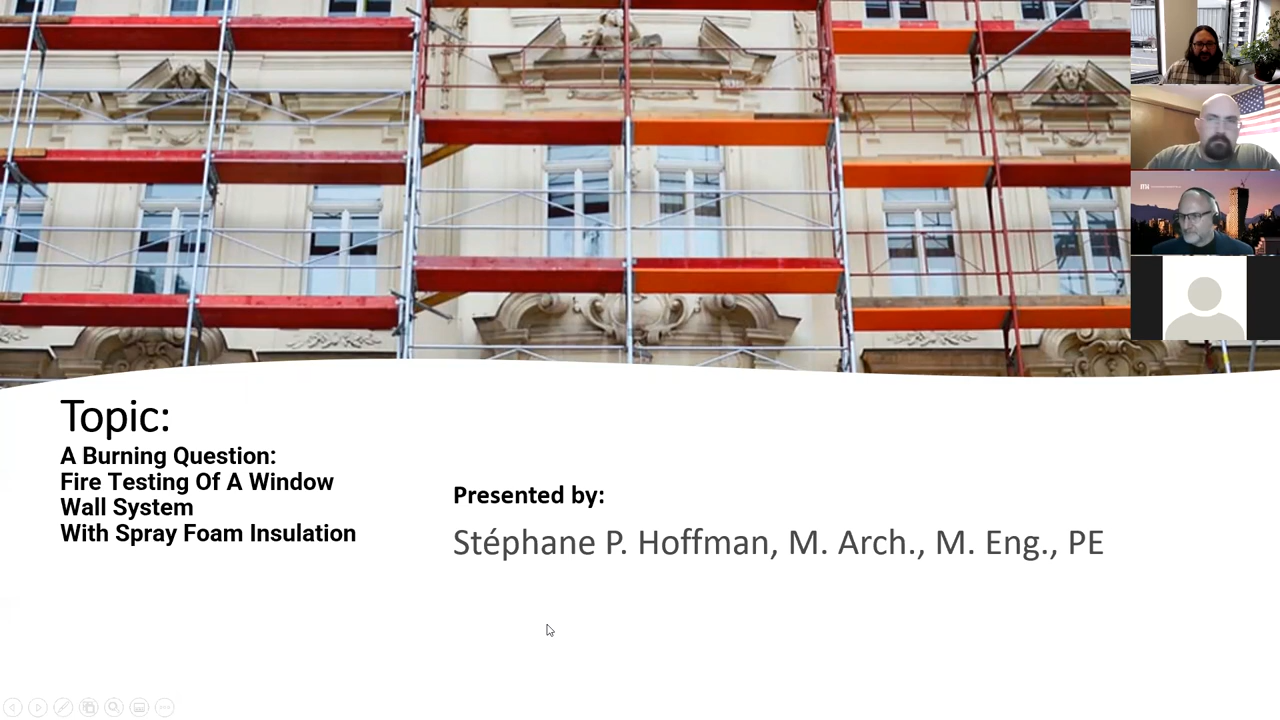 Topic:
A Burning Question:
Fire Testing Of A Window
Wall System
With Spray Foam Insulation
Presented by:
Stéphane P. Hoffman, M. Arch., M. Eng., PE